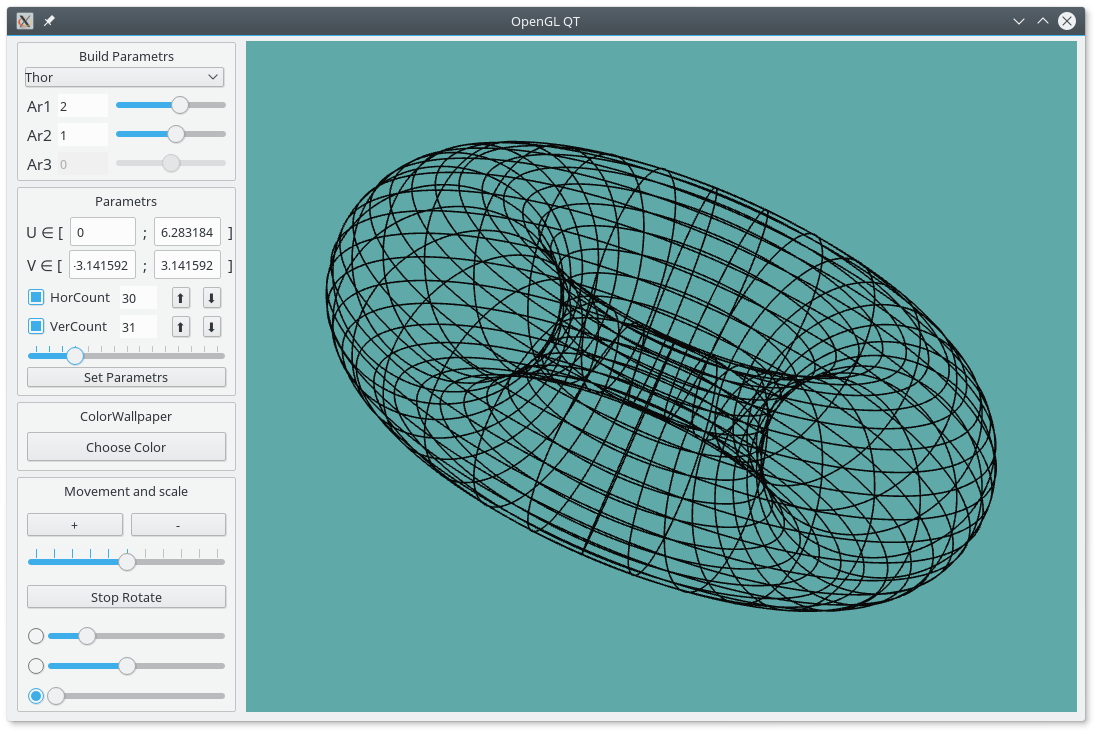 OpenGL QT
Build Parametrs
Thor
Ar1 2
Ar2 1
Ar3 0
Parametrs
U ∈ [ 0 ; 6.283184 ]
V ∈ [ -3.141592 ; 3.141592 ]
HorCount 30 ⬆ ⬇
VerCount 31 ⬆ ⬇
Set Parametrs
ColorWallpaper
Choose Color
Movement and scale
+ -
Stop Rotate